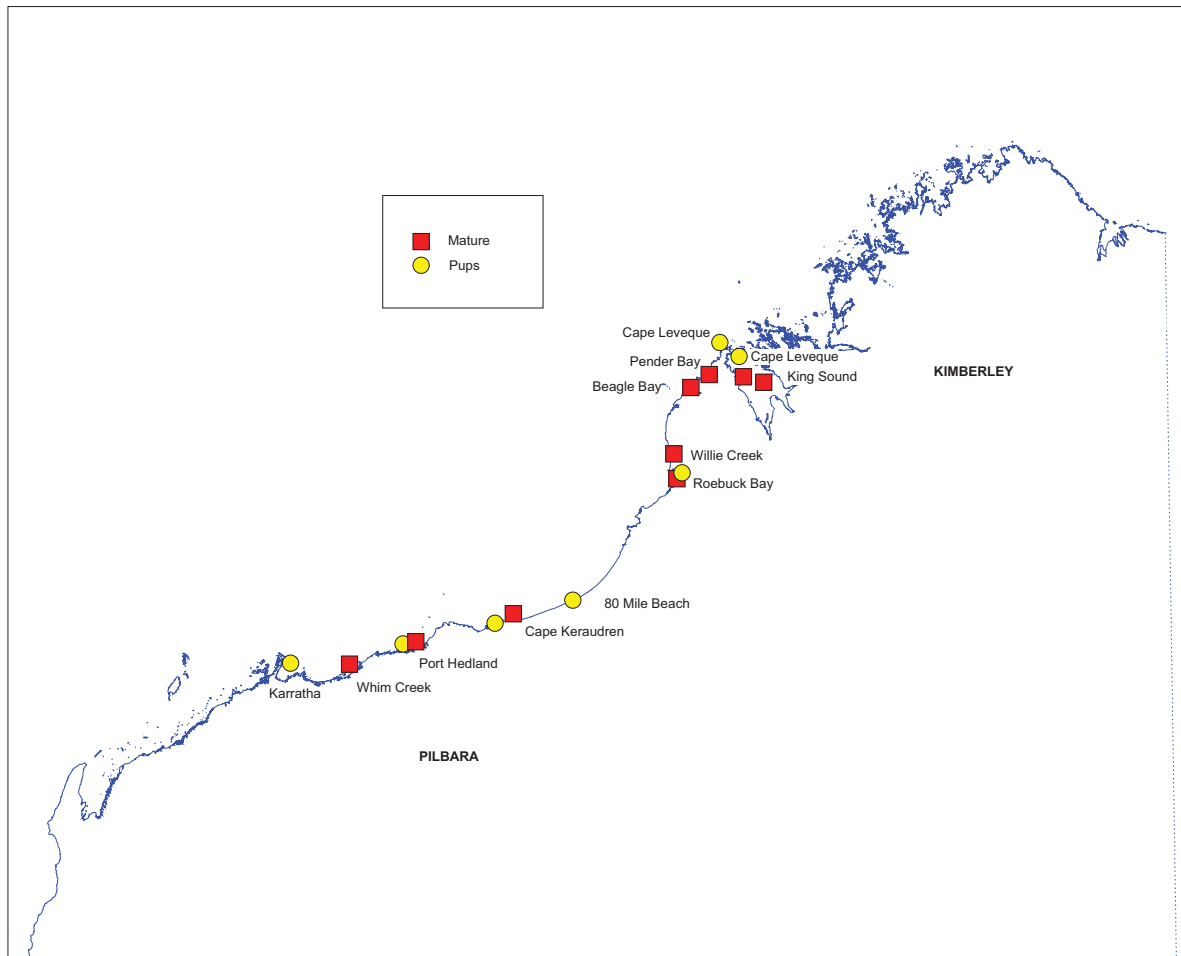 Mature
Pups
Cape Leveque
Cape Leveque
Pender Bay
KIMBERLEY
King Sound
Beagle Bay
Willie Creek
Roebuck Bay
80 Mile Beach
Cape Keraudren
Port Hedland
Whim Creek
Karratha
PILBARA